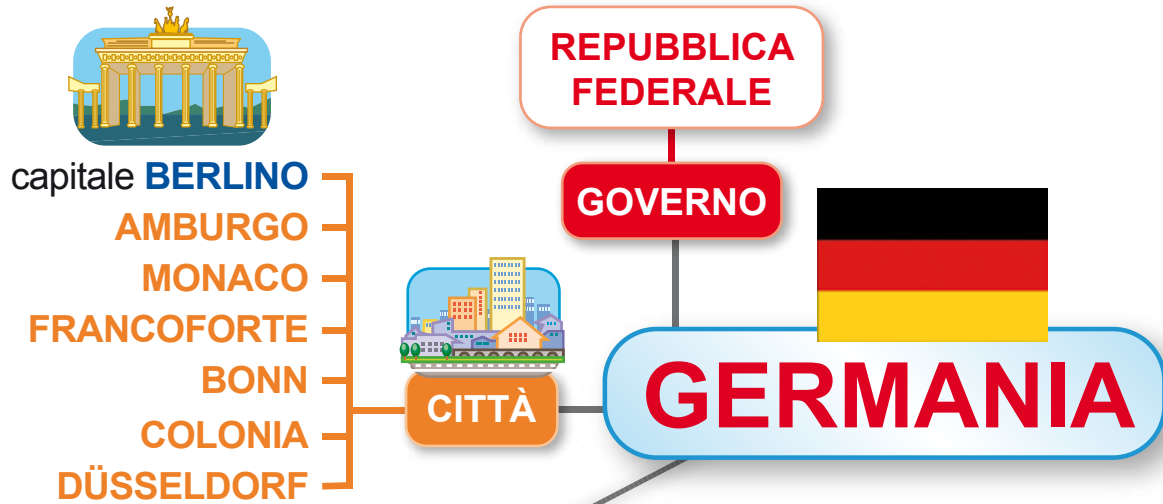 REPUBBLICA
FEDERALE
GOVERNO
capitale BERLINO
AMBURGO
MONACO
FRANCOFORTE
BONN
COLONIA
DÜSSELDORF
CITTÀ
GERMANIA